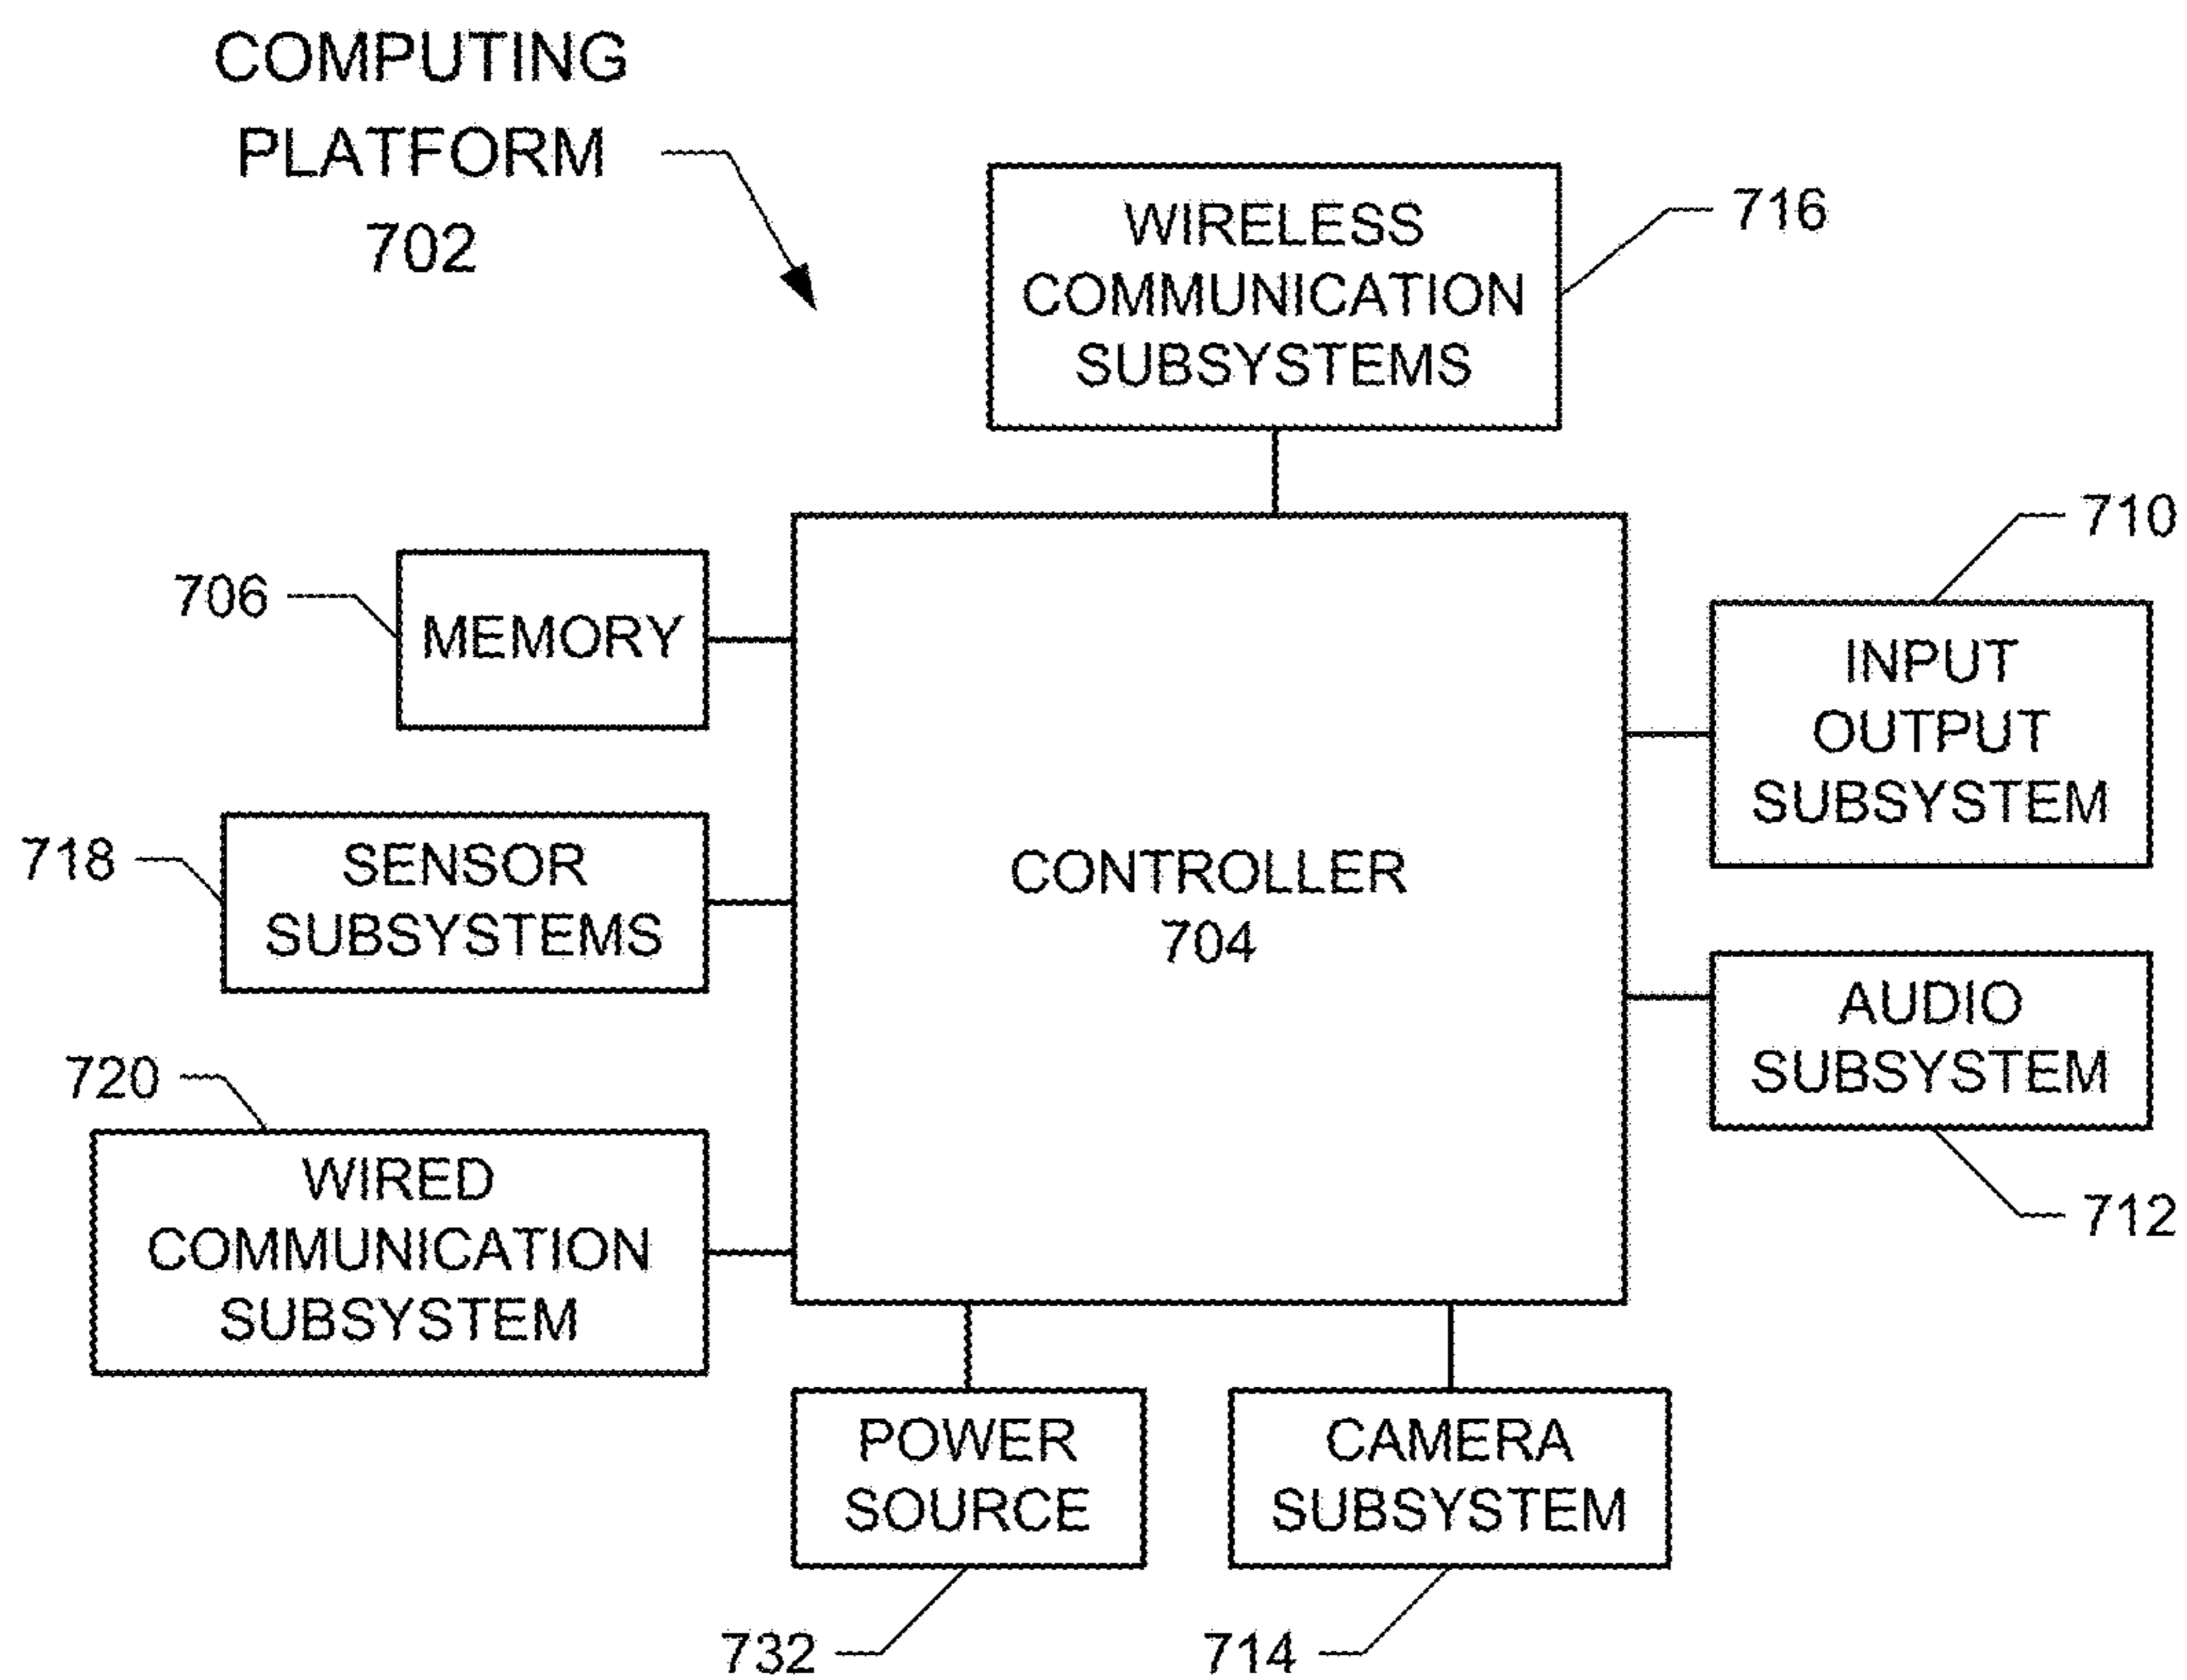 COMPUTING
PLATFORM
702
WIRELESS
COMMUNICATION
SUBSYSTEMS
716
706
MEMORY
710
INPUT
OUTPUT
SUBSYSTEM
718
SENSOR
SUBSYSTEMS
CONTROLLER
704
AUDIO
SUBSYSTEM
712
720
WIRED
COMMUNICATION
SUBSYSTEM
POWER
SOURCE
732
CAMERA
SUBSYSTEM
714